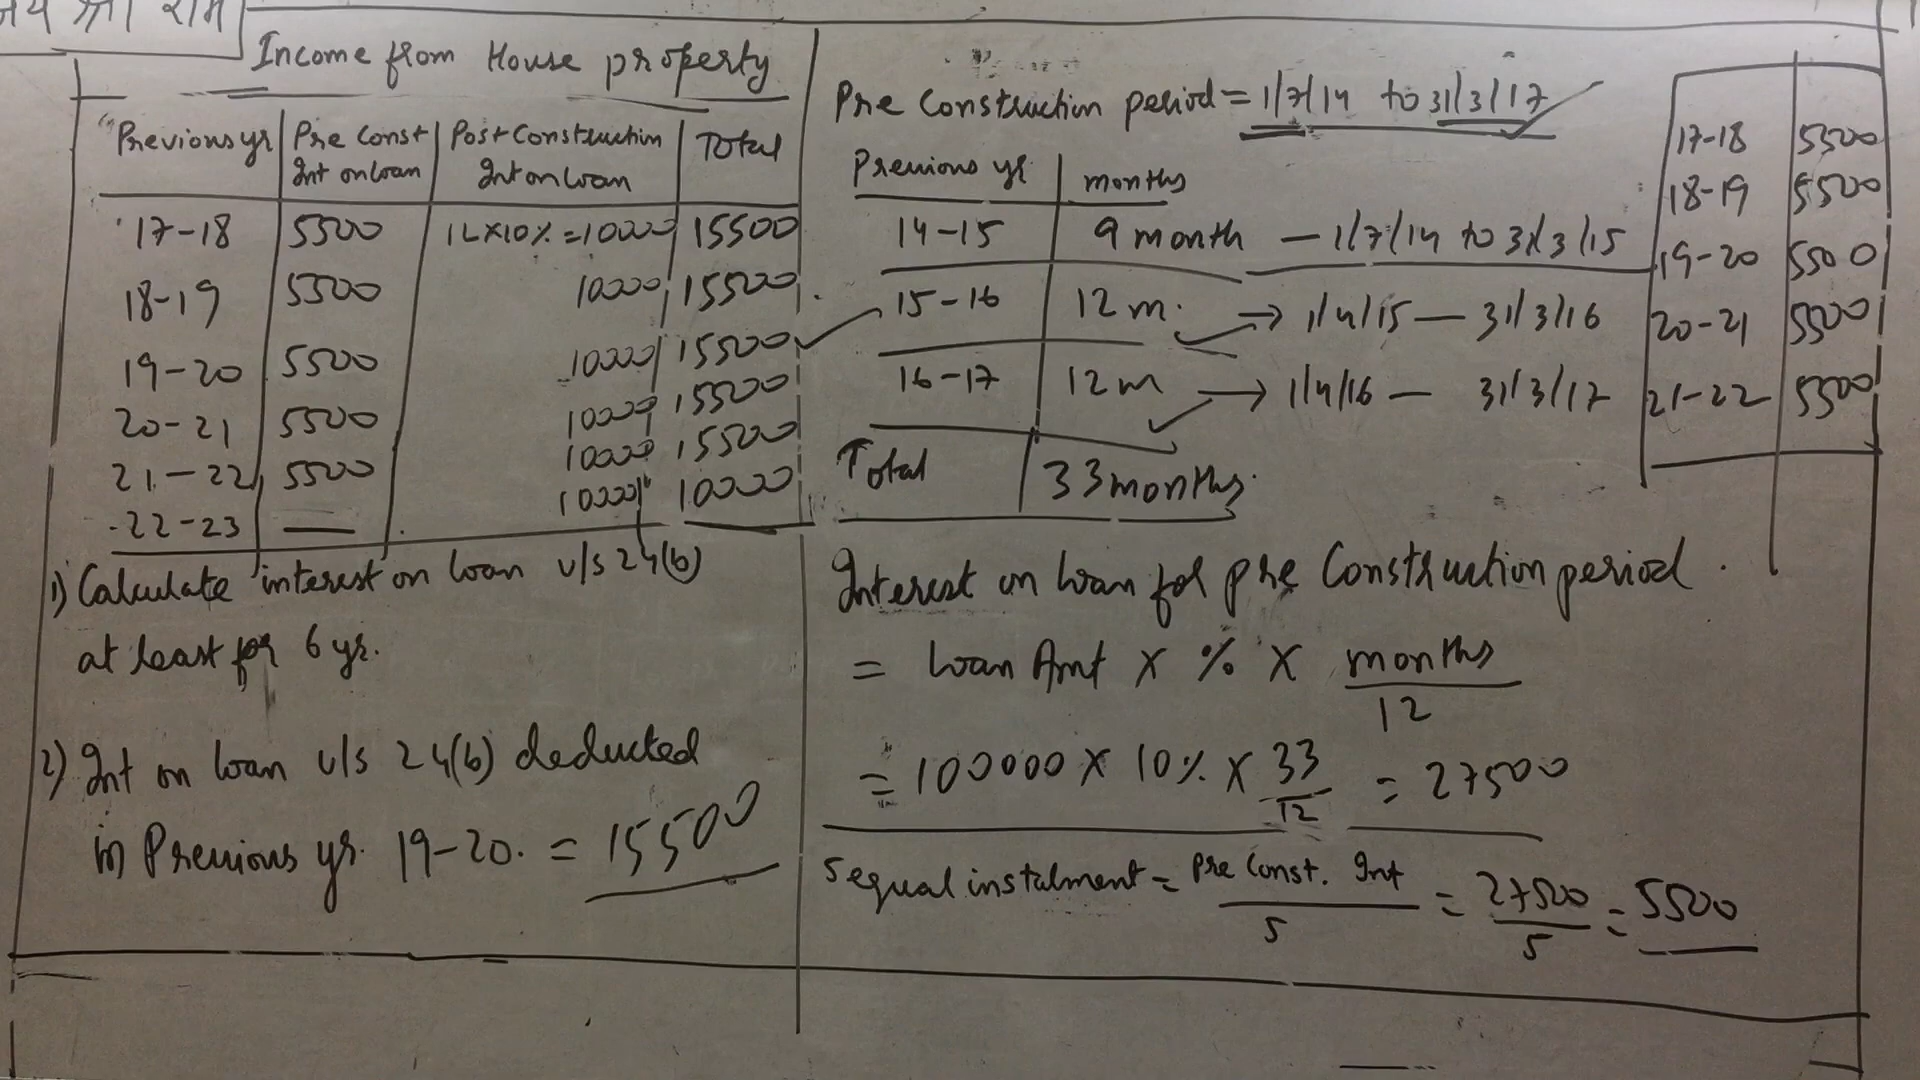 जय श्री राम
Income from House property
Previous yr | Pre Const Int on loan | Post Construction Int on loan | Total
17-18 | 5500 | 1L×10% = 10000 | 15500
18-19 | 5500 | 10000 | 15500
19-20 | 5500 | 10000 | 15500
20-21 | 5500 | 10000 | 15500
21-22 | 5500 | 10000 | 15500
22-23 | — | 10000 | 10000
1) Calculate interest on loan u/s 24(b)
at least for 6 yr.
2) Int on loan u/s 24(b) deducted
in Previous yr. 19-20. = 15500
Pre Construction period = 1/7/14 to 31/3/17
Previous yr | months
14-15 | 9 month — 1/7/14 to 31/3/15
15-16 | 12 m. → 1/4/15 — 31/3/16
16-17 | 12 m → 1/4/16 — 31/3/17
Total | 33 months.
17-18 | 5500
18-19 | 5500
19-20 | 5500
20-21 | 5500
21-22 | 5500
Interest on loan for pre Construction period.
= loan Amt × % × months/12
= 100000 × 10% × 33/12 = 27500
5 equal instalment = Pre Const. Int/5 = 27500/5 = 5500